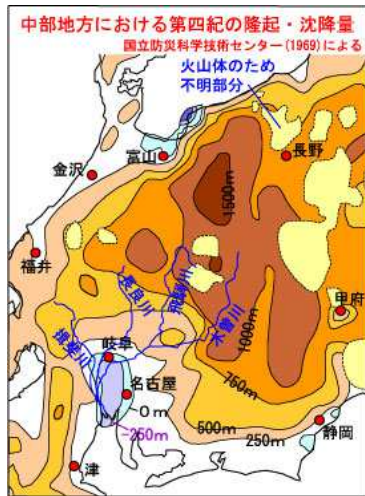 中部地方における第四紀の隆起・沈降量
国立防災科学技術センター(1969)による
火山体のため
不明部分
長野
富山
金沢
1500m
福井
長良川
飛騨川
木曽川
揖斐川
甲府
1000m
岐阜
名古屋
750m
0m
-250m
500m
250m
静岡
津